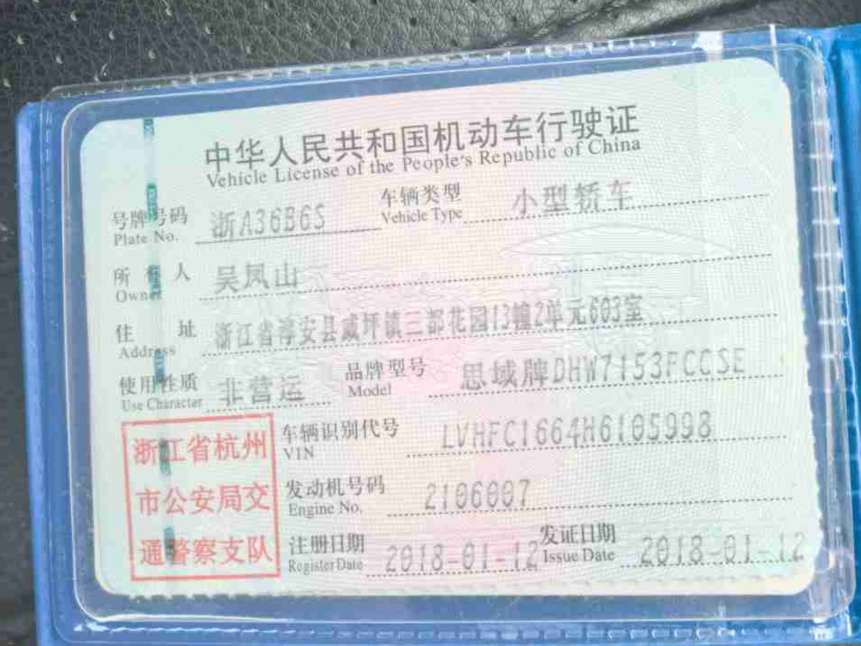 中华人民共和国机动车行驶证
Vehicle License of the People's Republic of China
号牌号码 浙A36B6S 车辆类型 小型轿车
Plate No. Vehicle Type
所有人 吴凤山
Owner
住址 浙江省淳安县威坪镇三都花园13幢2单元603室
Address
使用性质 非营运 品牌型号 思域牌DHW7153FCCSE
Use Character Model
浙江省杭州
市公安局交
通警察支队
车辆识别代号 LVHFC1664H6105998
VIN
发动机号码 2106007
Engine No.
注册日期 2018-01-12 发证日期 2018-01-12
Register Date Issue Date